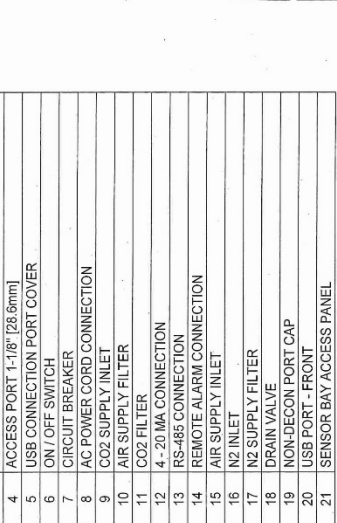 4 ACCESS PORT 1-1/8" [28.6mm]
5 USB CONNECTION PORT COVER
6 ON / OFF SWITCH
7 CIRCUIT BREAKER
8 AC POWER CORD CONNECTION
9 CO2 SUPPLY INLET
10 AIR SUPPLY FILTER
11 CO2 FILTER
12 4 - 20 MA CONNECTION
13 RS-485 CONNECTION
14 REMOTE ALARM CONNECTION
15 AIR SUPPLY INLET
16 N2 INLET
17 N2 SUPPLY FILTER
18 DRAIN VALVE
19 NON-DECON PORT CAP
20 USB PORT - FRONT
21 SENSOR BAY ACCESS PANEL